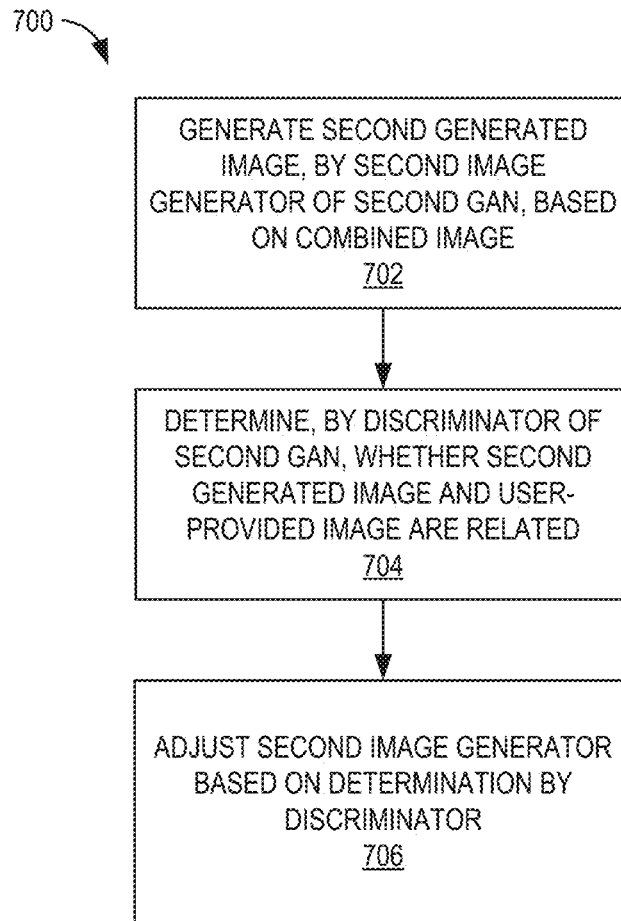 700
GENERATE SECOND GENERATED
IMAGE, BY SECOND IMAGE
GENERATOR OF SECOND GAN, BASED
ON COMBINED IMAGE
702
DETERMINE, BY DISCRIMINATOR OF
SECOND GAN, WHETHER SECOND
GENERATED IMAGE AND USER-
PROVIDED IMAGE ARE RELATED
704
ADJUST SECOND IMAGE GENERATOR
BASED ON DETERMINATION BY
DISCRIMINATOR
706